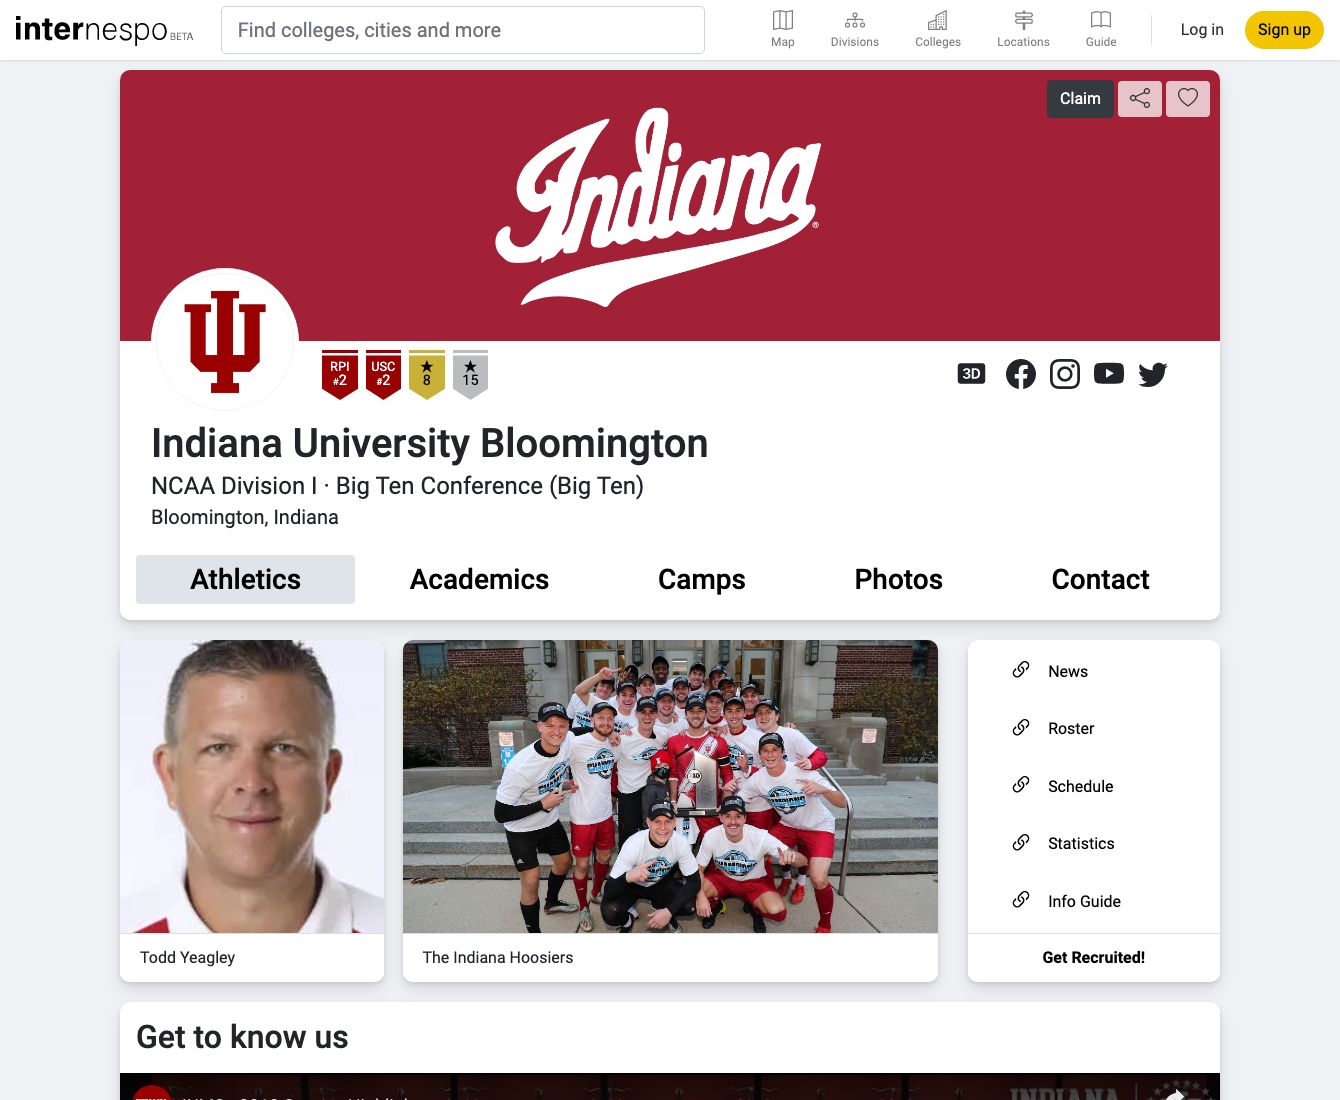 internespo BETA
Find colleges, cities and more
Map
Divisions
Colleges
Locations
Guide
Log in
Sign up
Claim
Indiana®
RPI
#2
USC
#2
★
8
★
15
3D
Indiana University Bloomington
NCAA Division I · Big Ten Conference (Big Ten)
Bloomington, Indiana
Athletics
Academics
Camps
Photos
Contact
News
Roster
Schedule
Statistics
Info Guide
Todd Yeagley
The Indiana Hoosiers
Get Recruited!
Get to know us
INDIANA